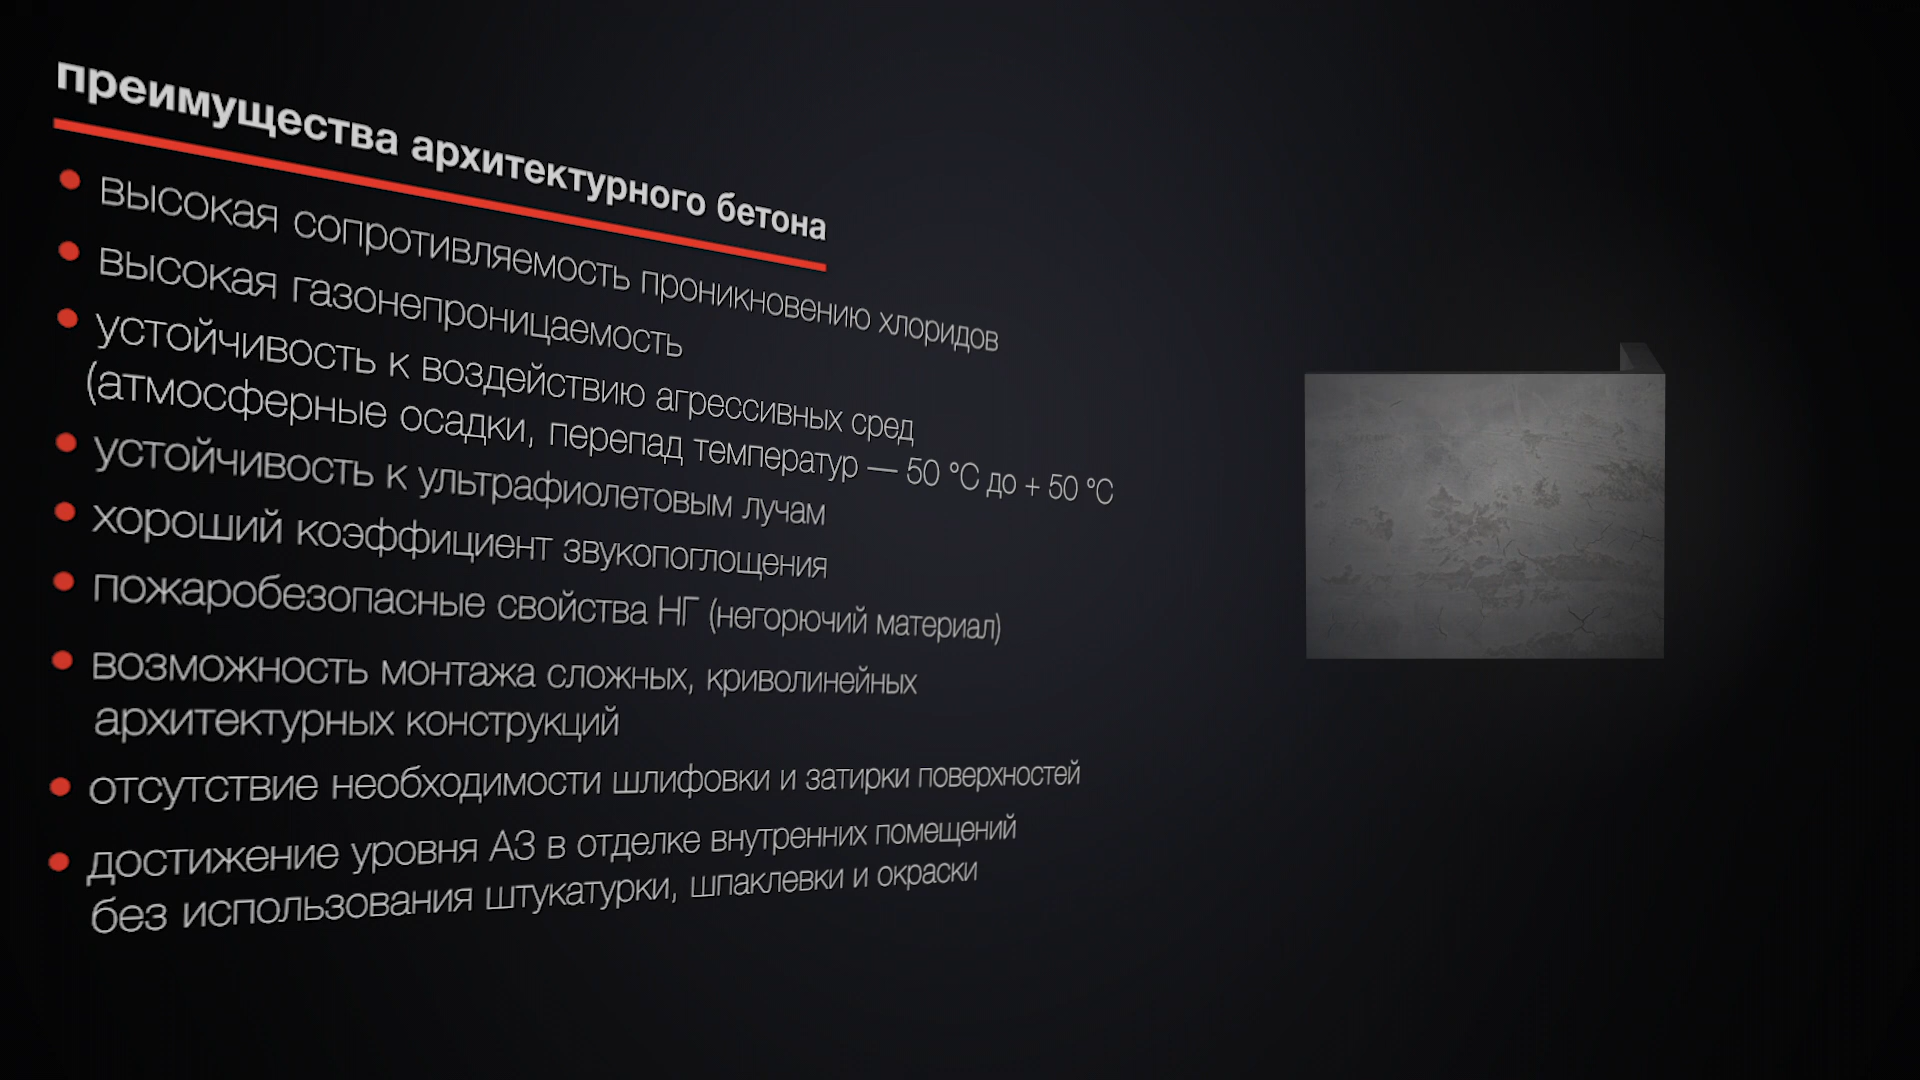 преимущества архитектурного бетона
• высокая сопротивляемость проникновению хлоридов
• высокая газонепроницаемость
• устойчивость к воздействию агрессивных сред
(атмосферные осадки, перепад температур — 50 °C до + 50 °C
• устойчивость к ультрафиолетовым лучам
• хороший коэффициент звукопоглощения
• пожаробезопасные свойства НГ (негорючий материал)
• возможность монтажа сложных, криволинейных
архитектурных конструкций
• отсутствие необходимости шлифовки и затирки поверхностей
• достижение уровня А3 в отделке внутренних помещений
без использования штукатурки, шпаклевки и окраски